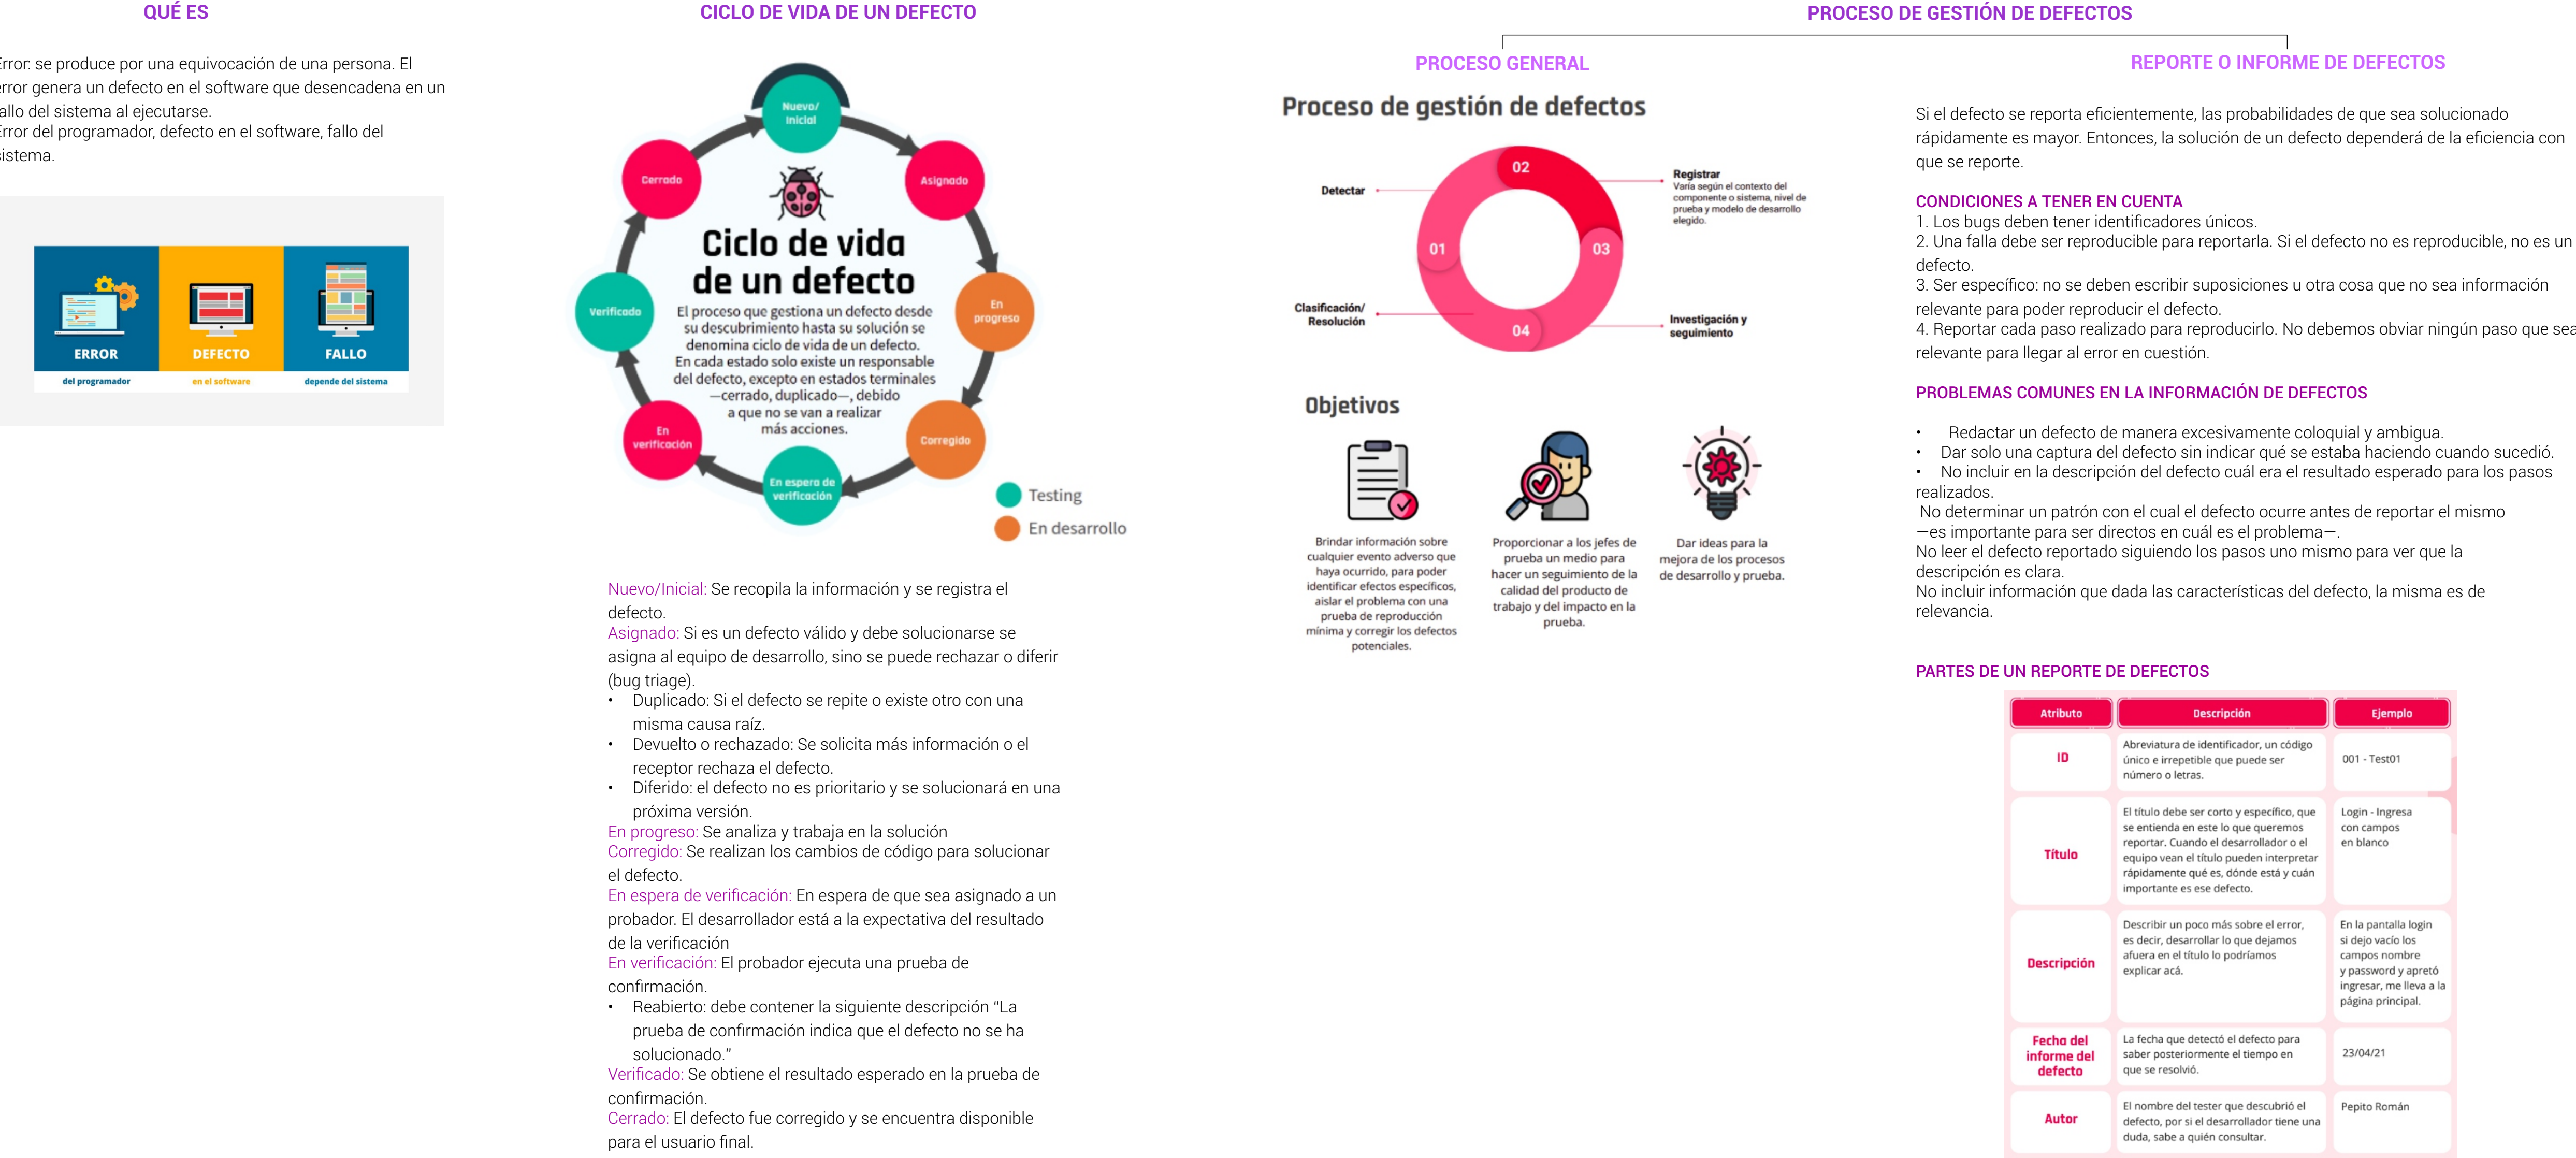 QUÉ ES
Error: se produce por una equivocación de una persona. El
error genera un defecto en el software que desencadena en un
fallo del sistema al ejecutarse.
Error del programador, defecto en el software, fallo del
sistema.
ERROR
DEFECTO
FALLO
del programador
en el software
depende del sistema
CICLO DE VIDA DE UN DEFECTO
Nuevo/
Inicial
Asignado
En
progreso
Corregido
En espera de
verificación
En
verificación
Verificado
Cerrado
Ciclo de vida
de un defecto
El proceso que gestiona un defecto desde
su descubrimiento hasta su solución se
denomina ciclo de vida de un defecto.
En cada estado solo existe un responsable
del defecto, excepto en estados terminales
—cerrado, duplicado—, debido
a que no se van a realizar
más acciones.
Testing
En desarrollo
Nuevo/Inicial: Se recopila la información y se registra el
defecto.
Asignado: Si es un defecto válido y debe solucionarse se
asigna al equipo de desarrollo, sino se puede rechazar o diferir
(bug triage).
• Duplicado: Si el defecto se repite o existe otro con una
misma causa raíz.
• Devuelto o rechazado: Se solicita más información o el
receptor rechaza el defecto.
• Diferido: el defecto no es prioritario y se solucionará en una
próxima versión.
En progreso: Se analiza y trabaja en la solución
Corregido: Se realizan los cambios de código para solucionar
el defecto.
En espera de verificación: En espera de que sea asignado a un
probador. El desarrollador está a la expectativa del resultado
de la verificación
En verificación: El probador ejecuta una prueba de
confirmación.
• Reabierto: debe contener la siguiente descripción “La
prueba de confirmación indica que el defecto no se ha
solucionado.”
Verificado: Se obtiene el resultado esperado en la prueba de
confirmación.
Cerrado: El defecto fue corregido y se encuentra disponible
para el usuario final.
PROCESO DE GESTIÓN DE DEFECTOS
PROCESO GENERAL
Proceso de gestión de defectos
01
02
03
04
Detectar
Registrar
Varía según el contexto del
componente o sistema, nivel de
prueba y modelo de desarrollo
elegido.
Clasificación/
Resolución
Investigación y
seguimiento
Objetivos
Brindar información sobre
cualquier evento adverso que
haya ocurrido, para poder
identificar efectos específicos,
aislar el problema con una
prueba de reproducción
mínima y corregir los defectos
potenciales.
Proporcionar a los jefes de
prueba un medio para
hacer un seguimiento de la
calidad del producto de
trabajo y del impacto en la
prueba.
Dar ideas para la
mejora de los procesos
de desarrollo y prueba.
REPORTE O INFORME DE DEFECTOS
Si el defecto se reporta eficientemente, las probabilidades de que sea solucionado
rápidamente es mayor. Entonces, la solución de un defecto dependerá de la eficiencia con
que se reporte.
CONDICIONES A TENER EN CUENTA
1. Los bugs deben tener identificadores únicos.
2. Una falla debe ser reproducible para reportarla. Si el defecto no es reproducible, no es un
defecto.
3. Ser específico: no se deben escribir suposiciones u otra cosa que no sea información
relevante para poder reproducir el defecto.
4. Reportar cada paso realizado para reproducirlo. No debemos obviar ningún paso que sea
relevante para llegar al error en cuestión.
PROBLEMAS COMUNES EN LA INFORMACIÓN DE DEFECTOS
• Redactar un defecto de manera excesivamente coloquial y ambigua.
• Dar solo una captura del defecto sin indicar qué se estaba haciendo cuando sucedió.
• No incluir en la descripción del defecto cuál era el resultado esperado para los pasos
realizados.
No determinar un patrón con el cual el defecto ocurre antes de reportar el mismo
—es importante para ser directos en cuál es el problema—.
No leer el defecto reportado siguiendo los pasos uno mismo para ver que la
descripción es clara.
No incluir información que dada las características del defecto, la misma es de
relevancia.
PARTES DE UN REPORTE DE DEFECTOS
Atributo
Descripción
Ejemplo
ID
Abreviatura de identificador, un código
único e irrepetible que puede ser
número o letras.
001 - Test01
Título
El título debe ser corto y específico, que
se entienda en este lo que queremos
reportar. Cuando el desarrollador o el
equipo vean el título pueden interpretar
rápidamente qué es, dónde está y cuán
importante es ese defecto.
Login - Ingresa
con campos
en blanco
Descripción
Describir un poco más sobre el error,
es decir, desarrollar lo que dejamos
afuera en el título lo podríamos
explicar acá.
En la pantalla login
si dejo vacío los
campos nombre
y password y apretó
ingresar, me lleva a la
página principal.
Fecha del
informe del
defecto
La fecha que detectó el defecto para
saber posteriormente el tiempo en
que se resolvió.
23/04/21
Autor
El nombre del tester que descubrió el
defecto, por si el desarrollador tiene una
duda, sabe a quién consultar.
Pepito Román